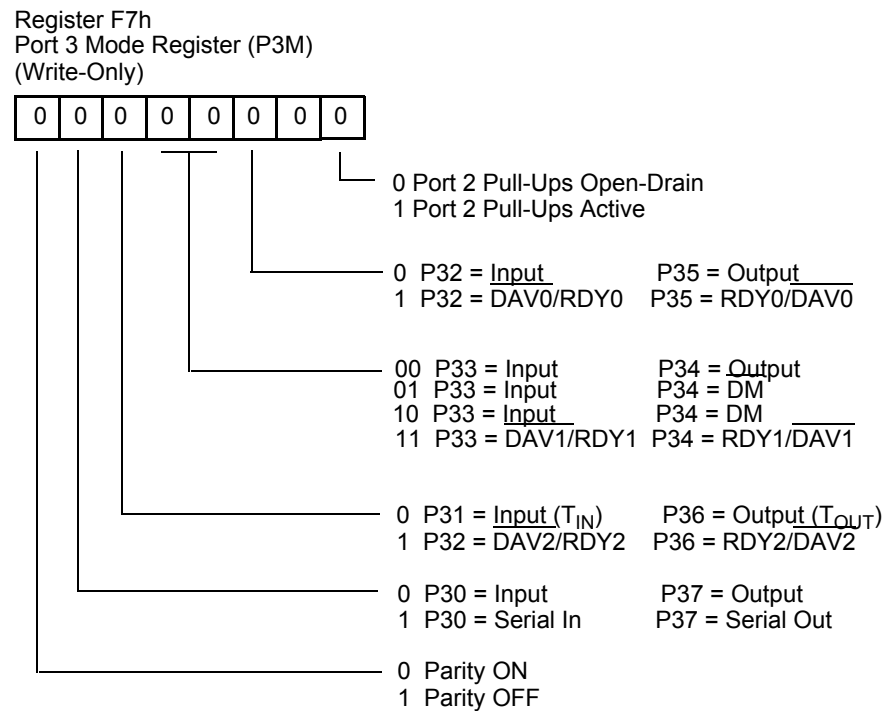 Register F7h
Port 3 Mode Register (P3M)
(Write-Only)
0 0 0 0 0 0 0 0
0 Port 2 Pull-Ups Open-Drain
1 Port 2 Pull-Ups Active
0 P32 = Input P35 = Output
1 P32 = DAV0/RDY0 P35 = RDY0/DAV0
00 P33 = Input P34 = Output
01 P33 = Input P34 = DM
10 P33 = Input P34 = DM
11 P33 = DAV1/RDY1 P34 = RDY1/DAV1
0 P31 = Input (TIN) P36 = Output (TOUT)
1 P32 = DAV2/RDY2 P36 = RDY2/DAV2
0 P30 = Input P37 = Output
1 P30 = Serial In P37 = Serial Out
0 Parity ON
1 Parity OFF